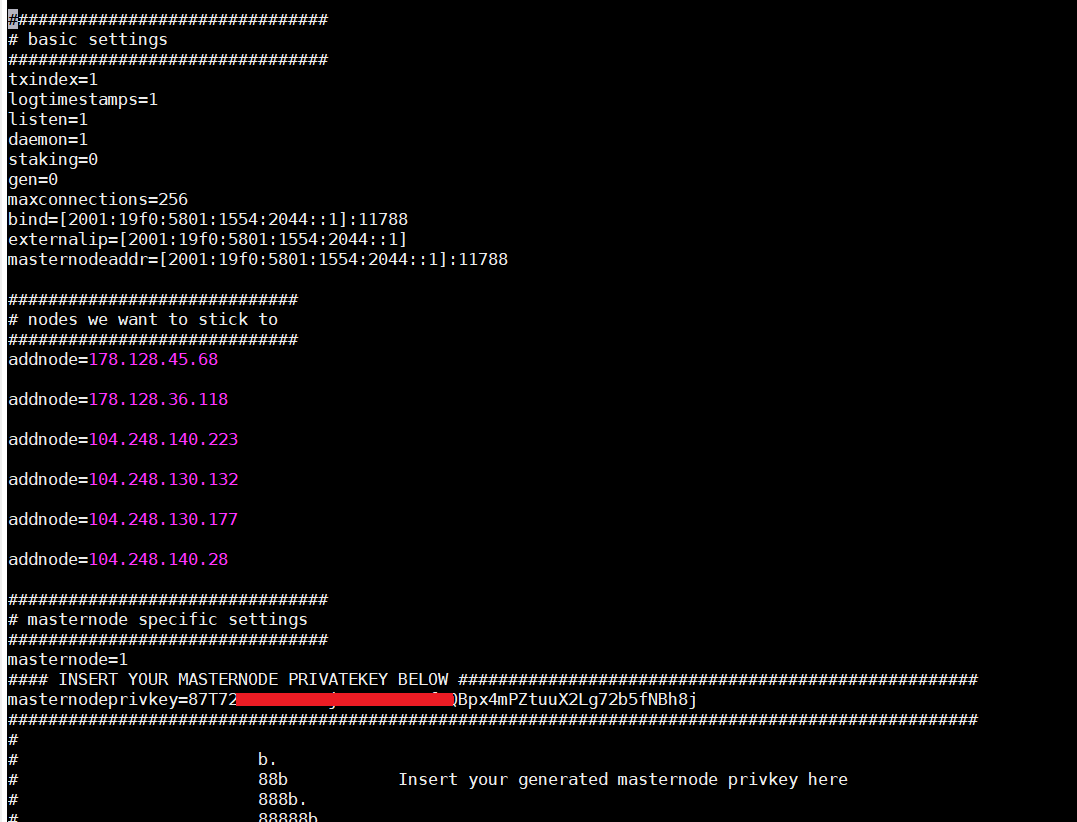 ################################
# basic settings
################################
txindex=1
logtimestamps=1
listen=1
daemon=1
staking=0
gen=0
maxconnections=256
bind=[2001:19f0:5801:1554:2044::1]:11788
externalip=[2001:19f0:5801:1554:2044::1]
masternodeaddr=[2001:19f0:5801:1554:2044::1]:11788
#############################
# nodes we want to stick to
#############################
addnode=178.128.45.68
addnode=178.128.36.118
addnode=104.248.140.223
addnode=104.248.130.132
addnode=104.248.130.177
addnode=104.248.140.28
################################
# masternode specific settings
################################
masternode=1
#### INSERT YOUR MASTERNODE PRIVATEKEY BELOW ####################################################
masternodeprivkey=87T72 QBpx4mPZtuuX2Lg72b5fNBh8j
#################################################################################################
#
# b.
# 88b Insert your generated masternode privkey here
# 888b.
# 88888b